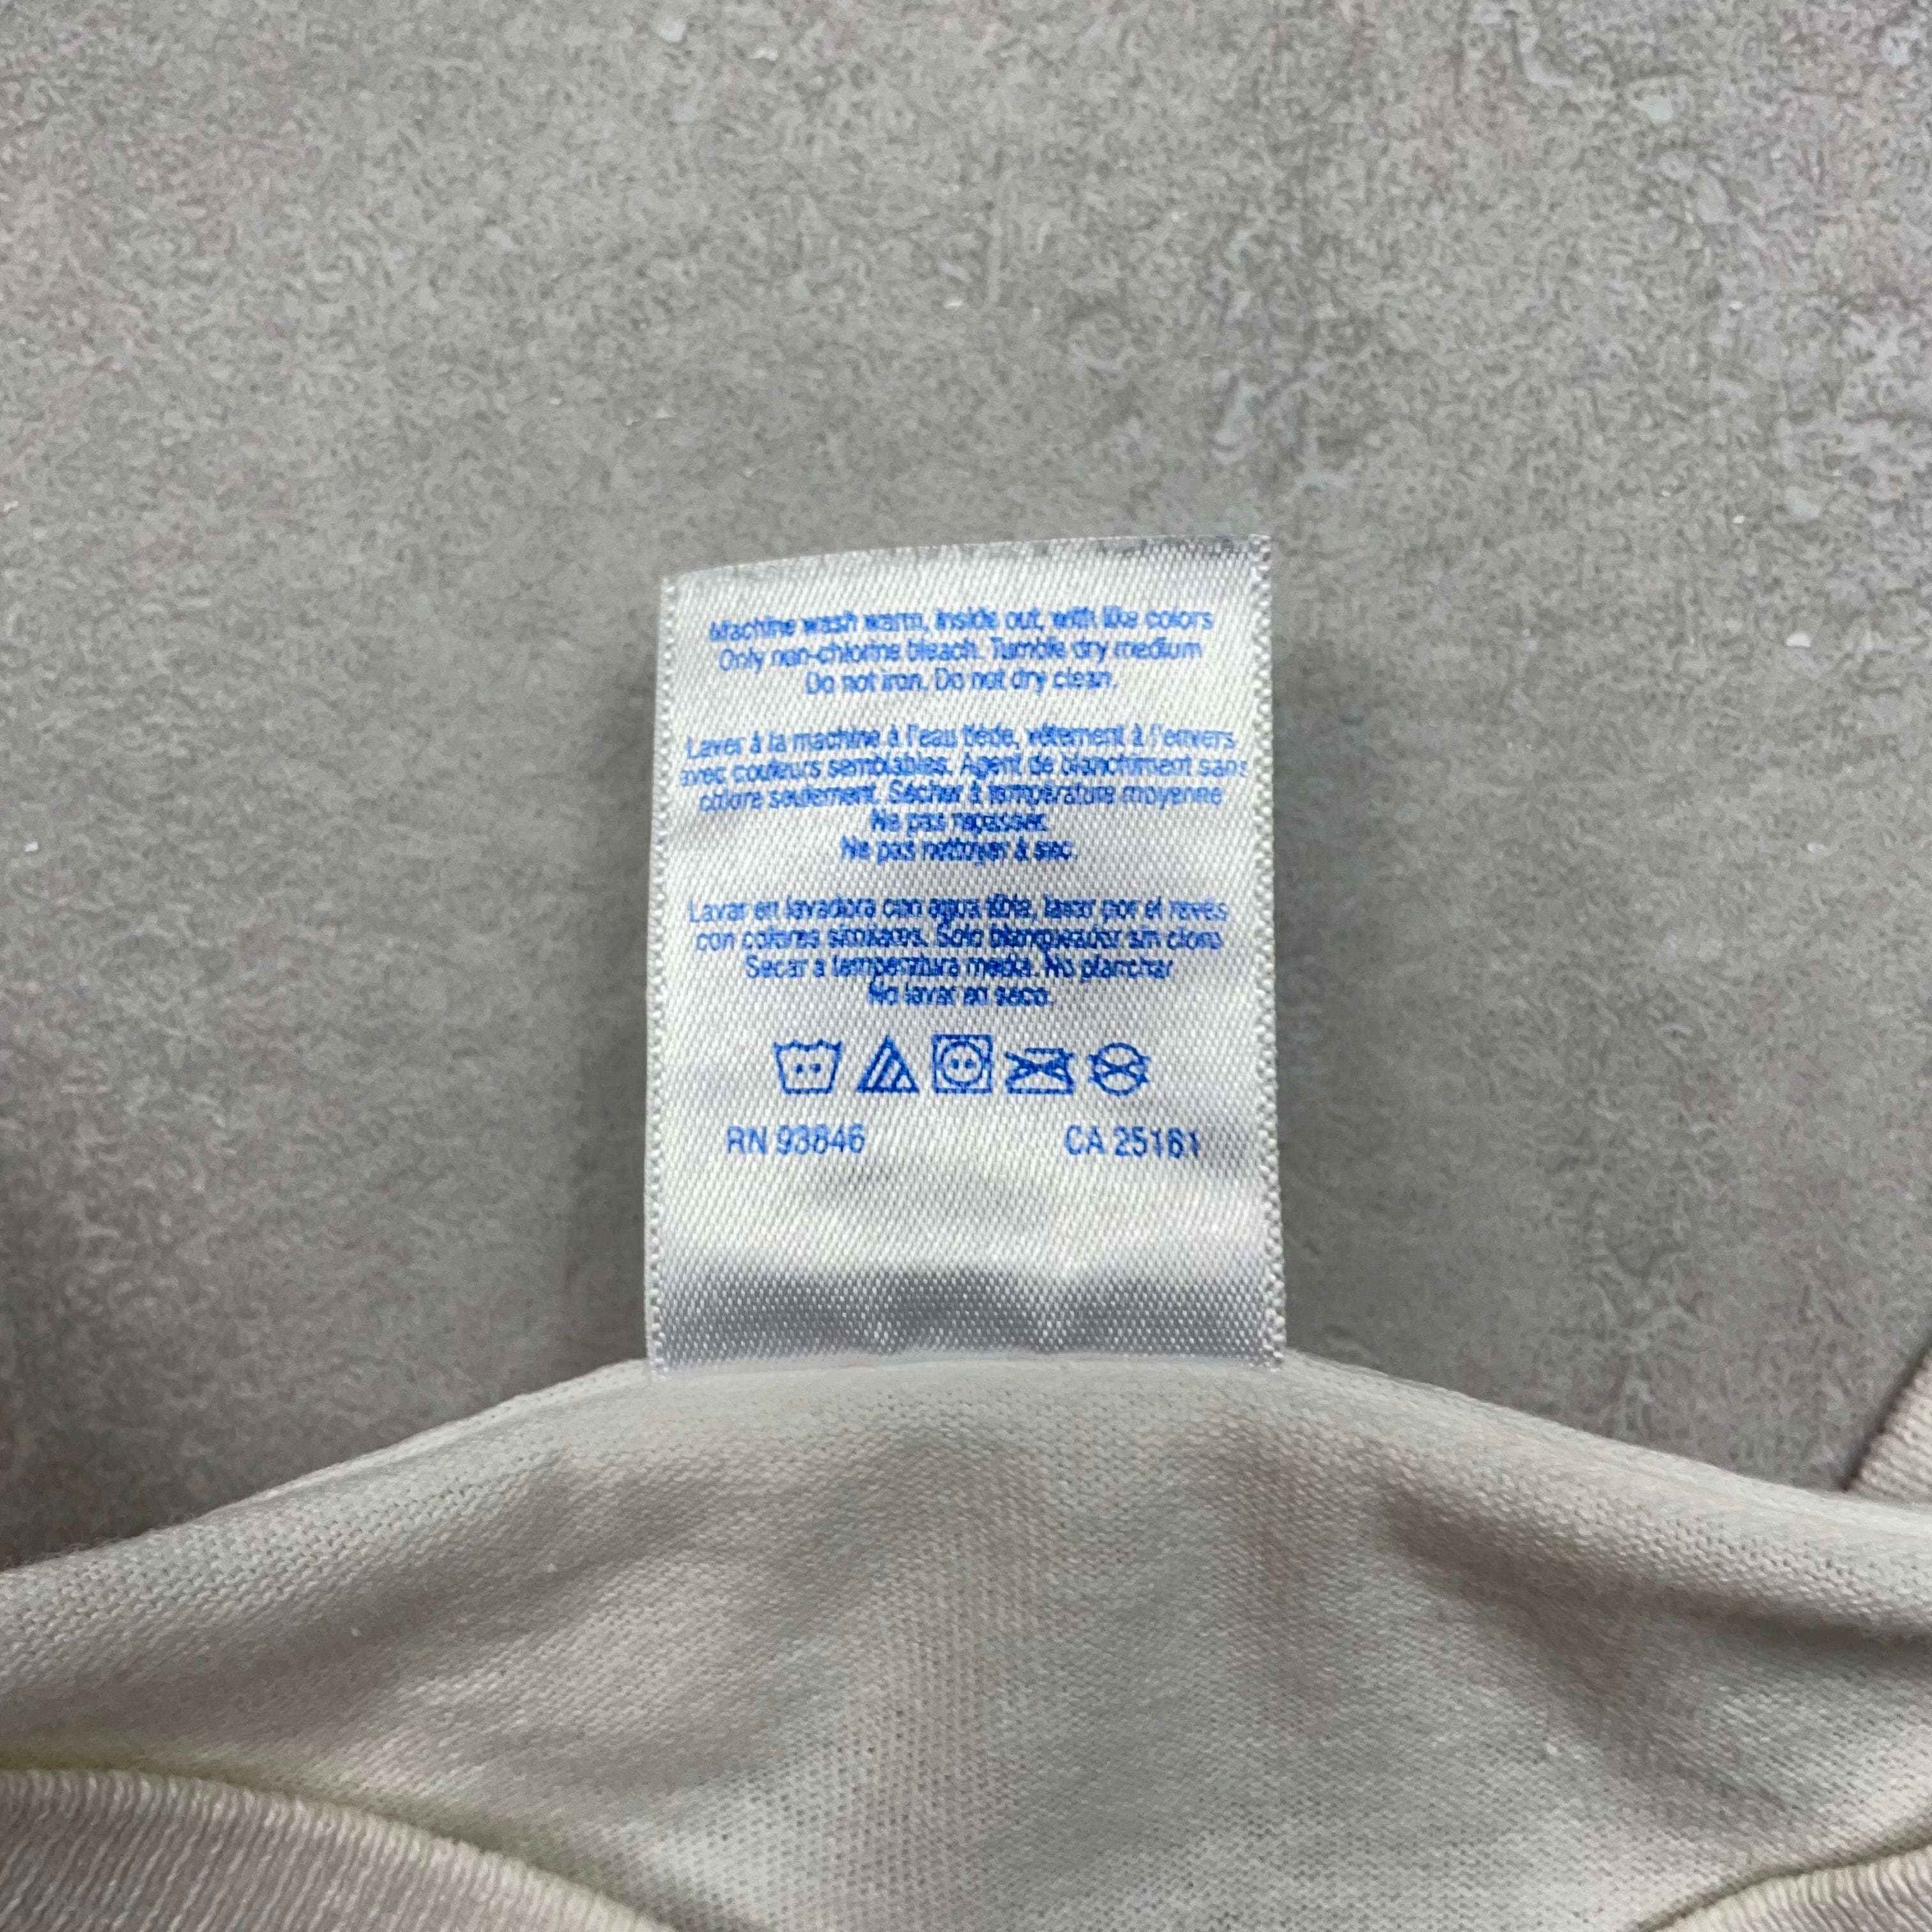 Machine wash warm, inside out, with like colors
Only non-chlorine bleach. Tumble dry medium
Do not iron. Do not dry clean.
Laver à la machine à l'eau tiède, vêtement à l'envers
avec couleurs semblables. Agent de blanchiment sans
chlore seulement. Sécher à température moyenne
Ne pas repasser.
Ne pas nettoyer à sec.
Lavar en lavadora con agua tibia, lavar por el revés
con colores similares. Solo blanqueador sin cloro
Secar a temperatura media. No planchar
No lavar en seco.
RN 93846 CA 25161